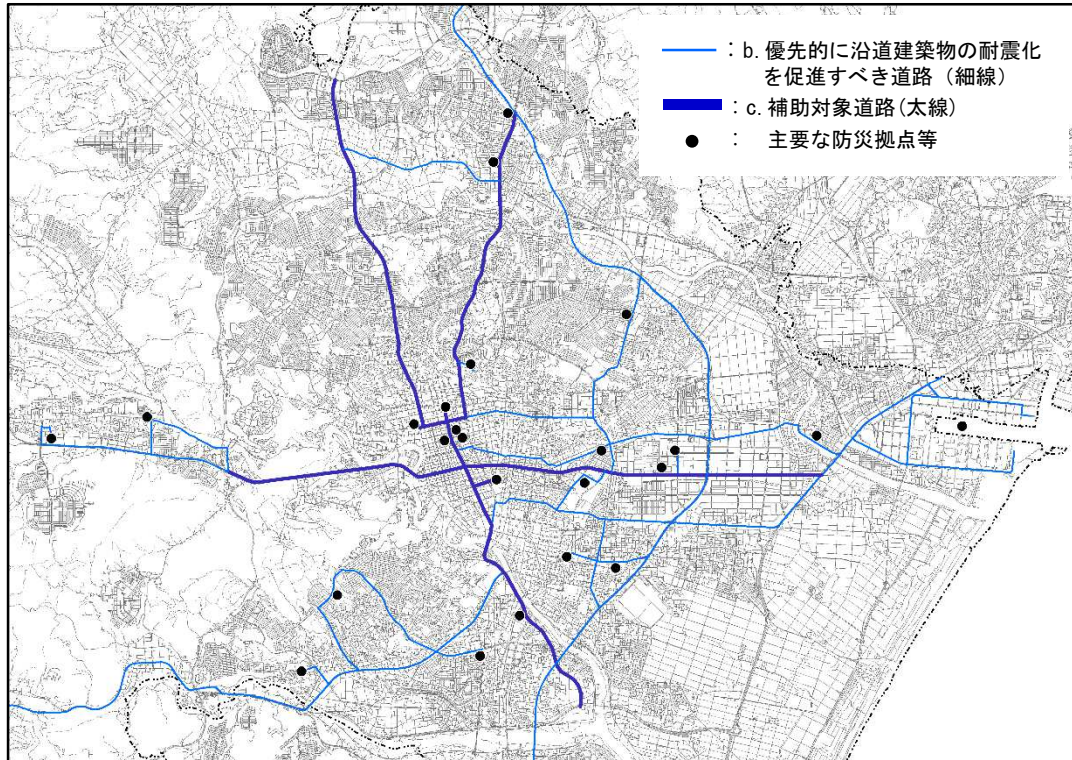 ：b. 優先的に沿道建築物の耐震化
を促進すべき道路（細線）
：c. 補助対象道路(太線)
： 主要な防災拠点等